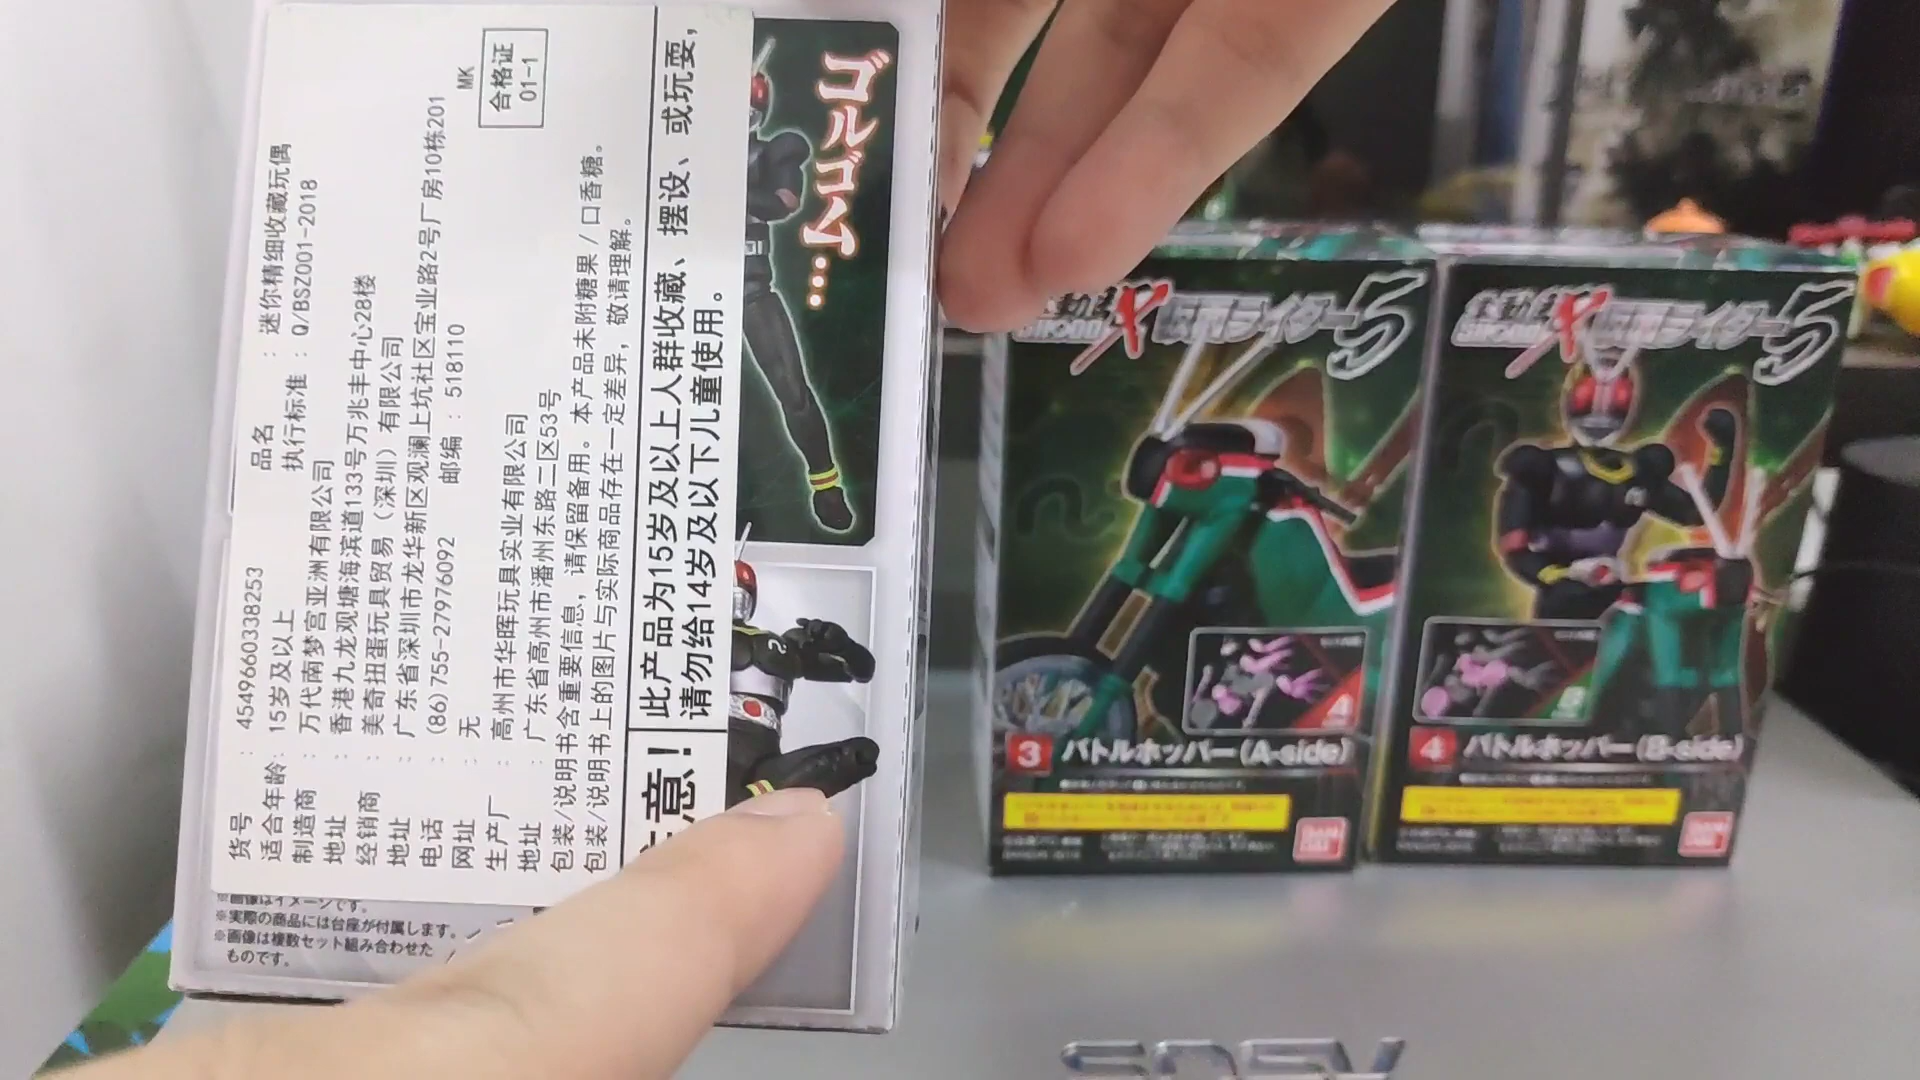 货号 : 4549660338253
品名 : 迷你精细收藏玩偶
适合年龄: 15岁及以上
执行标准 : Q/BSZ001-2018
制造商 : 万代南梦宫亚洲有限公司
地址 : 香港九龙观塘海滨道133号万兆丰中心28楼
经销商 : 美奇扭蛋玩具贸易（深圳）有限公司
地址 : 广东省深圳市龙华新区观澜上坑社区宝业路2号厂房10栋201
电话 : (86)755-27976092
邮编 : 518110
MK
网址 : 无
合格证
01-1
生产厂 : 高州市华晖玩具实业有限公司
地址 : 广东省高州市潘州东路二区53号
包装/说明书含重要信息，请保留备用。本产品未附糖果/口香糖。
包装/说明书上的图片与实际商品存在一定差异，敬请理解。
意！
此产品为15岁及以上人群收藏、摆设、或玩耍，
请勿给14岁及以下儿童使用。
ゴルゴム…
※画像はイメージです。
※実際の商品には台座が付属します。
※画像は複数セット組み合わせた
ものです。
SHODO X 仮面ライダー5
3 バトルホッパー(A-side)
4
BANDAI
SHODO X 仮面ライダー5
4 バトルホッパー(B-side)
BANDAI